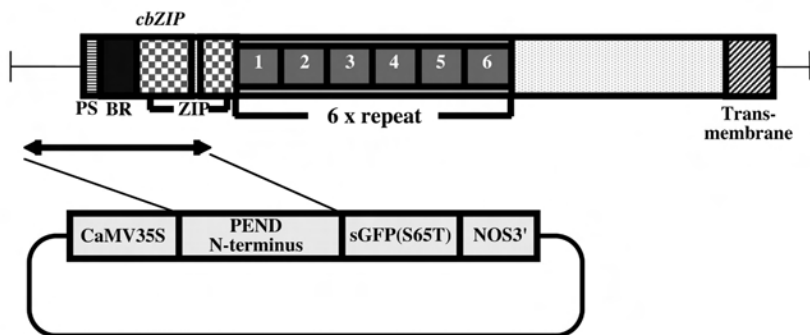 cbZIP
1 2 3 4 5 6
PS BR ZIP
6 x repeat
Trans-
membrane
CaMV35S
PEND
N-terminus
sGFP(S65T)
NOS3'